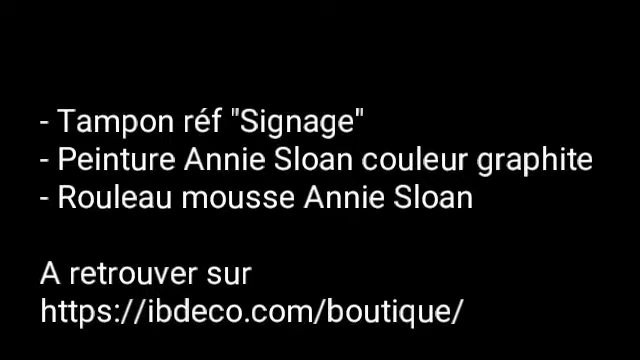 - Tampon réf "Signage"
- Peinture Annie Sloan couleur graphite
- Rouleau mousse Annie Sloan
A retrouver sur
https://ibdeco.com/boutique/